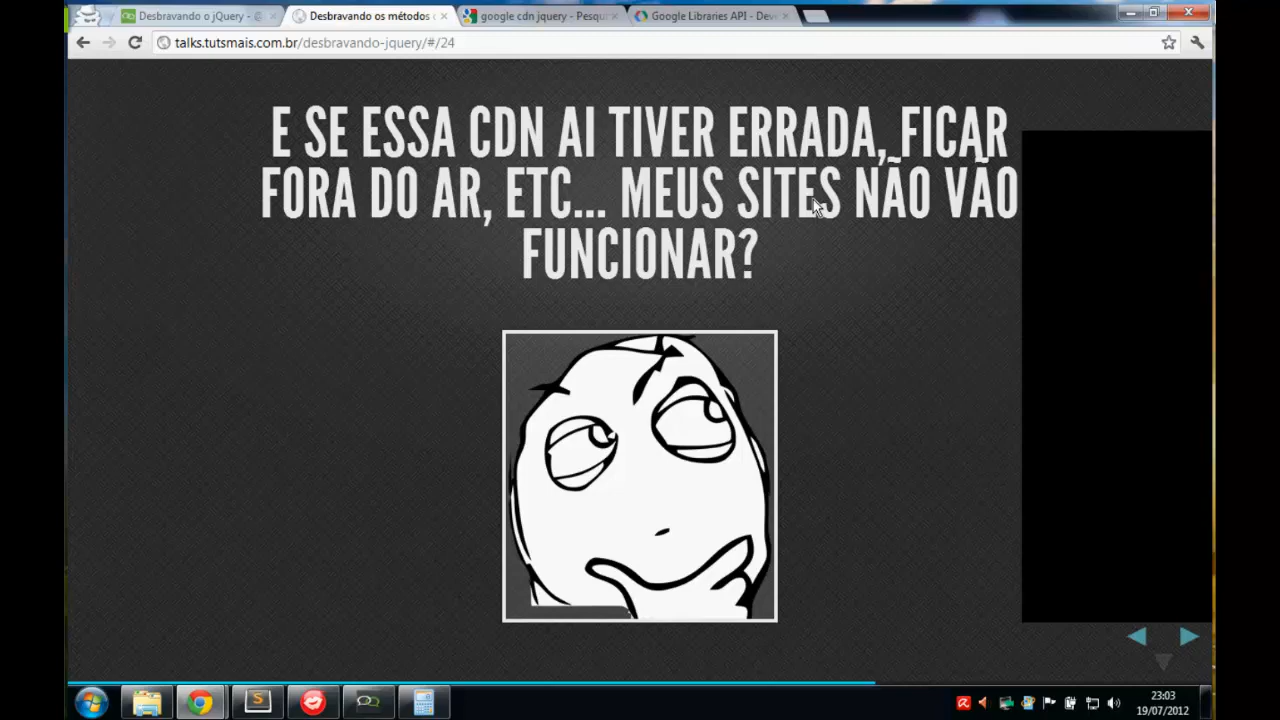 Desbravando o jQuery -
Desbravando os métodos
google cdn jquery - Pesqu
Google Libraries API - Dev
talks.tutsmais.com.br/desbravando-jquery/#/24
E SE ESSA CDN AI TIVER ERRADA, FICAR
FORA DO AR, ETC... MEUS SITES NÃO VÃO
FUNCIONAR?
23:03
19/07/2012